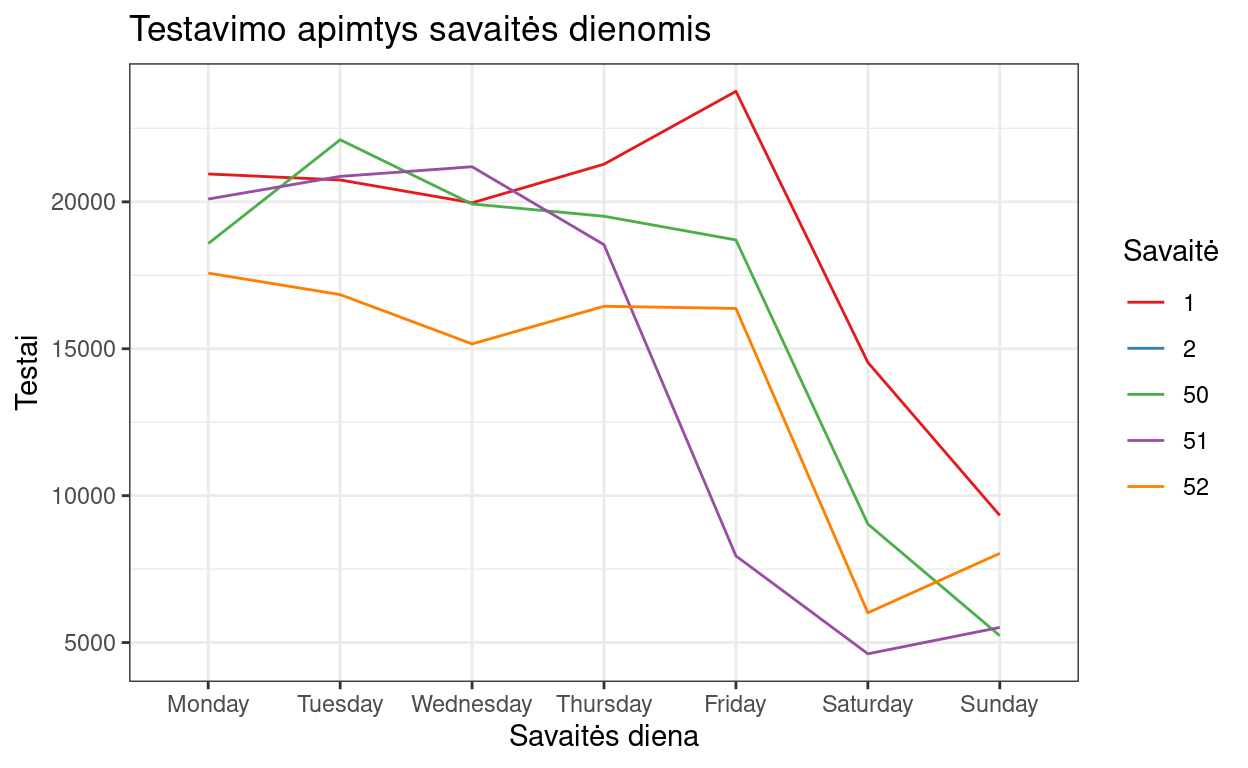 Testavimo apimtys savaitės dienomis
Testai
20000
15000
10000
5000
Monday Tuesday Wednesday Thursday Friday Saturday Sunday
Savaitės diena
Savaitė
1
2
50
51
52